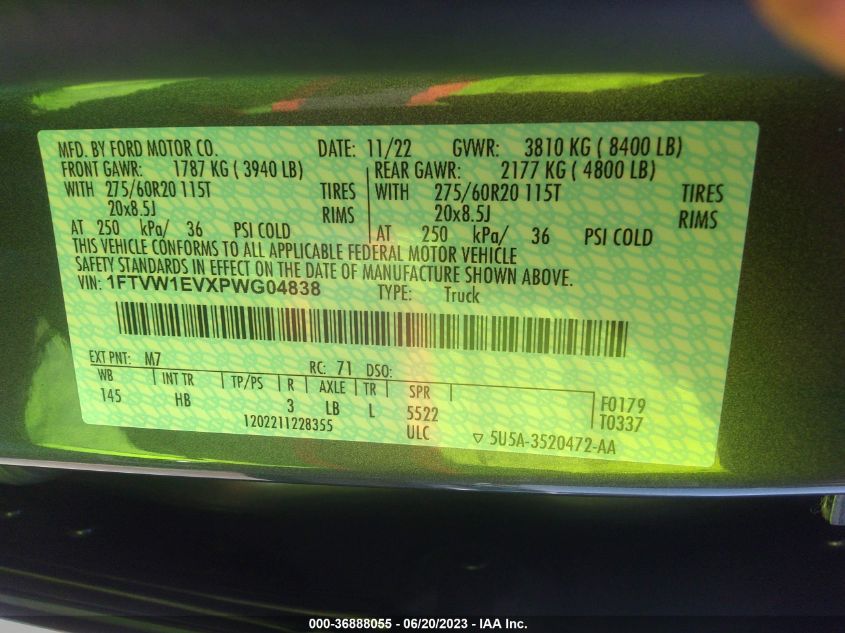 MFD. BY FORD MOTOR CO. DATE: 11/22 GVWR: 3810 KG ( 8400 LB)
FRONT GAWR: 1787 KG ( 3940 LB) REAR GAWR: 2177 KG ( 4800 LB)
WITH 275/60R20 115T TIRES WITH 275/60R20 115T TIRES
20x8.5J RIMS 20x8.5J RIMS
AT 250 kPa/ 36 PSI COLD AT 250 kPa/ 36 PSI COLD
THIS VEHICLE CONFORMS TO ALL APPLICABLE FEDERAL MOTOR VEHICLE
SAFETY STANDARDS IN EFFECT ON THE DATE OF MANUFACTURE SHOWN ABOVE.
VIN: 1FTVW1EVXPWG04838 TYPE: Truck
EXT PNT: M7 RC: 71 DSO:
WB INT TR TP/PS R AXLE TR SPR
145 HB 3 LB L 5522 F0179
1202211228355 ULC T0337
▽ 5U5A-3520472-AA
000-36888055 - 06/20/2023 - IAA Inc.